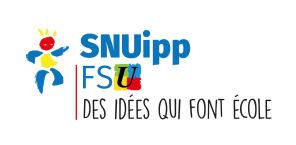 SNUipp
FSU
DES IDÉES QUI FONT ÉCOLE